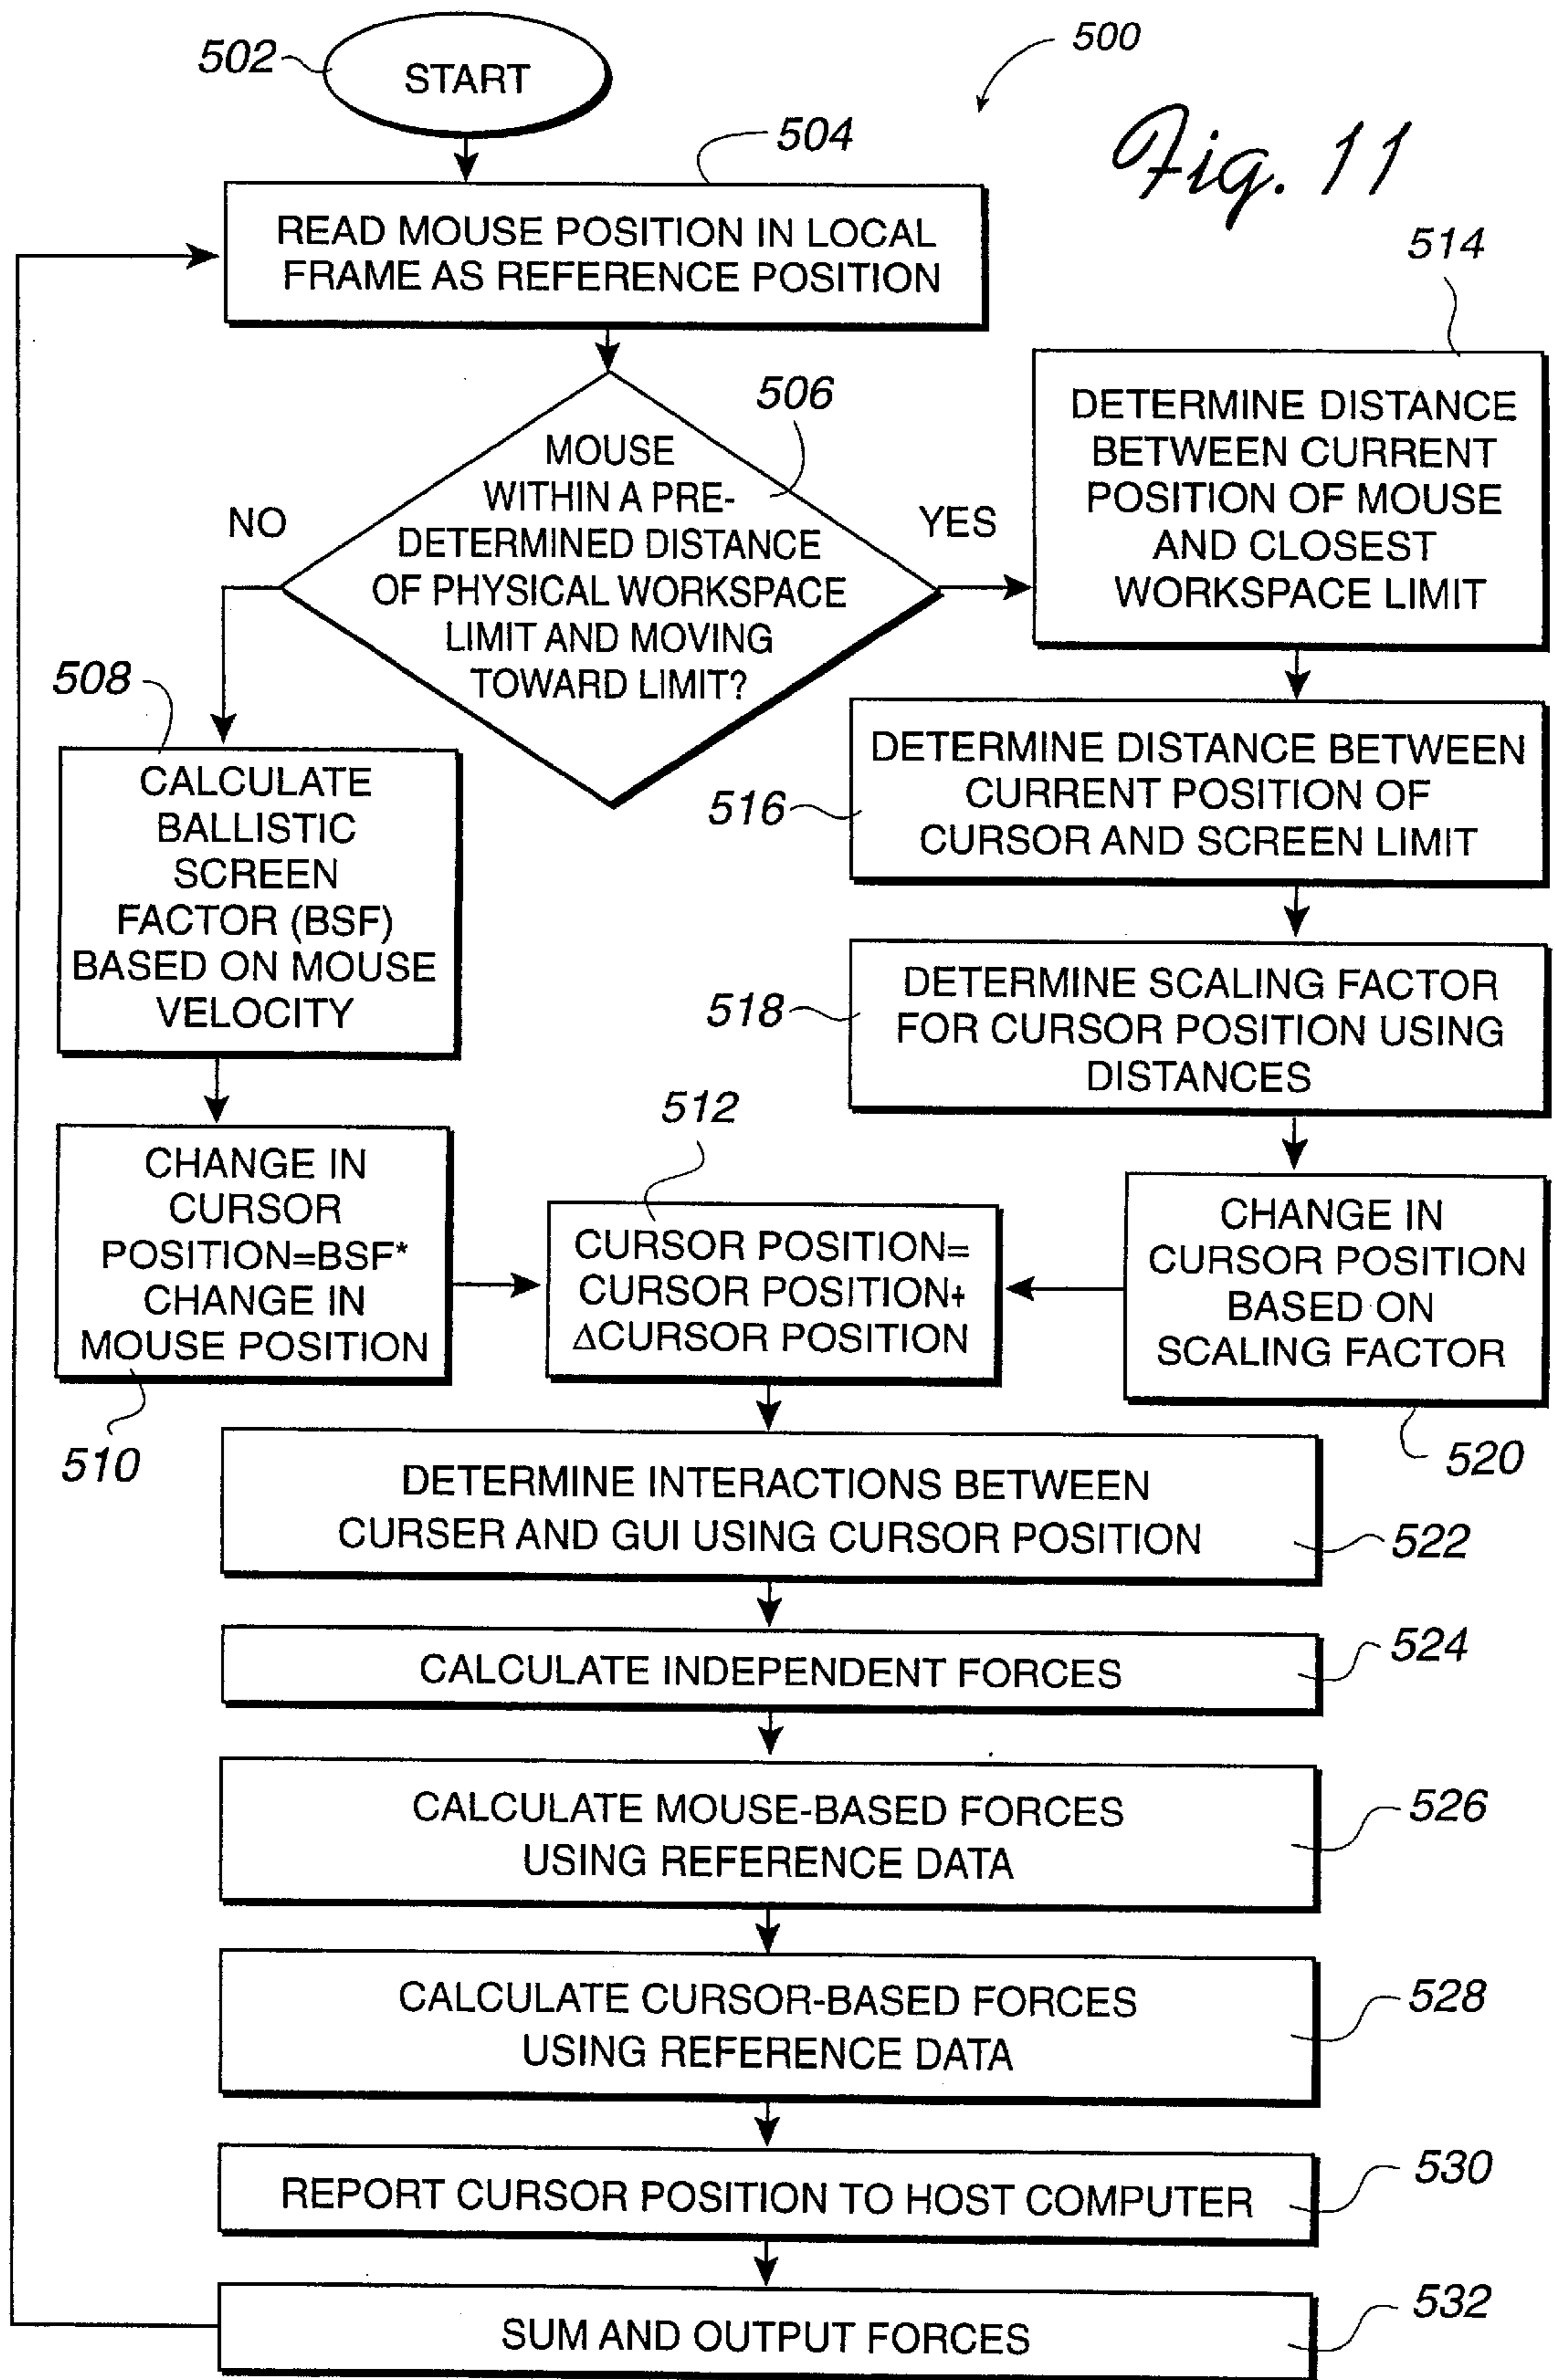 502
START
500
Fig. 11
504
READ MOUSE POSITION IN LOCAL
FRAME AS REFERENCE POSITION
506
MOUSE
WITHIN A PRE-
DETERMINED DISTANCE
OF PHYSICAL WORKSPACE
LIMIT AND MOVING
TOWARD LIMIT?
NO
YES
514
DETERMINE DISTANCE
BETWEEN CURRENT
POSITION OF MOUSE
AND CLOSEST
WORKSPACE LIMIT
508
CALCULATE
BALLISTIC
SCREEN
FACTOR (BSF)
BASED ON MOUSE
VELOCITY
516
DETERMINE DISTANCE BETWEEN
CURRENT POSITION OF
CURSOR AND SCREEN LIMIT
518
DETERMINE SCALING FACTOR
FOR CURSOR POSITION USING
DISTANCES
CHANGE IN
CURSOR
POSITION=BSF*
CHANGE IN
MOUSE POSITION
510
512
CURSOR POSITION=
CURSOR POSITION+
ΔCURSOR POSITION
CHANGE IN
CURSOR POSITION
BASED ON
SCALING FACTOR
520
DETERMINE INTERACTIONS BETWEEN
CURSER AND GUI USING CURSOR POSITION
522
CALCULATE INDEPENDENT FORCES
524
CALCULATE MOUSE-BASED FORCES
USING REFERENCE DATA
526
CALCULATE CURSOR-BASED FORCES
USING REFERENCE DATA
528
REPORT CURSOR POSITION TO HOST COMPUTER
530
SUM AND OUTPUT FORCES
532